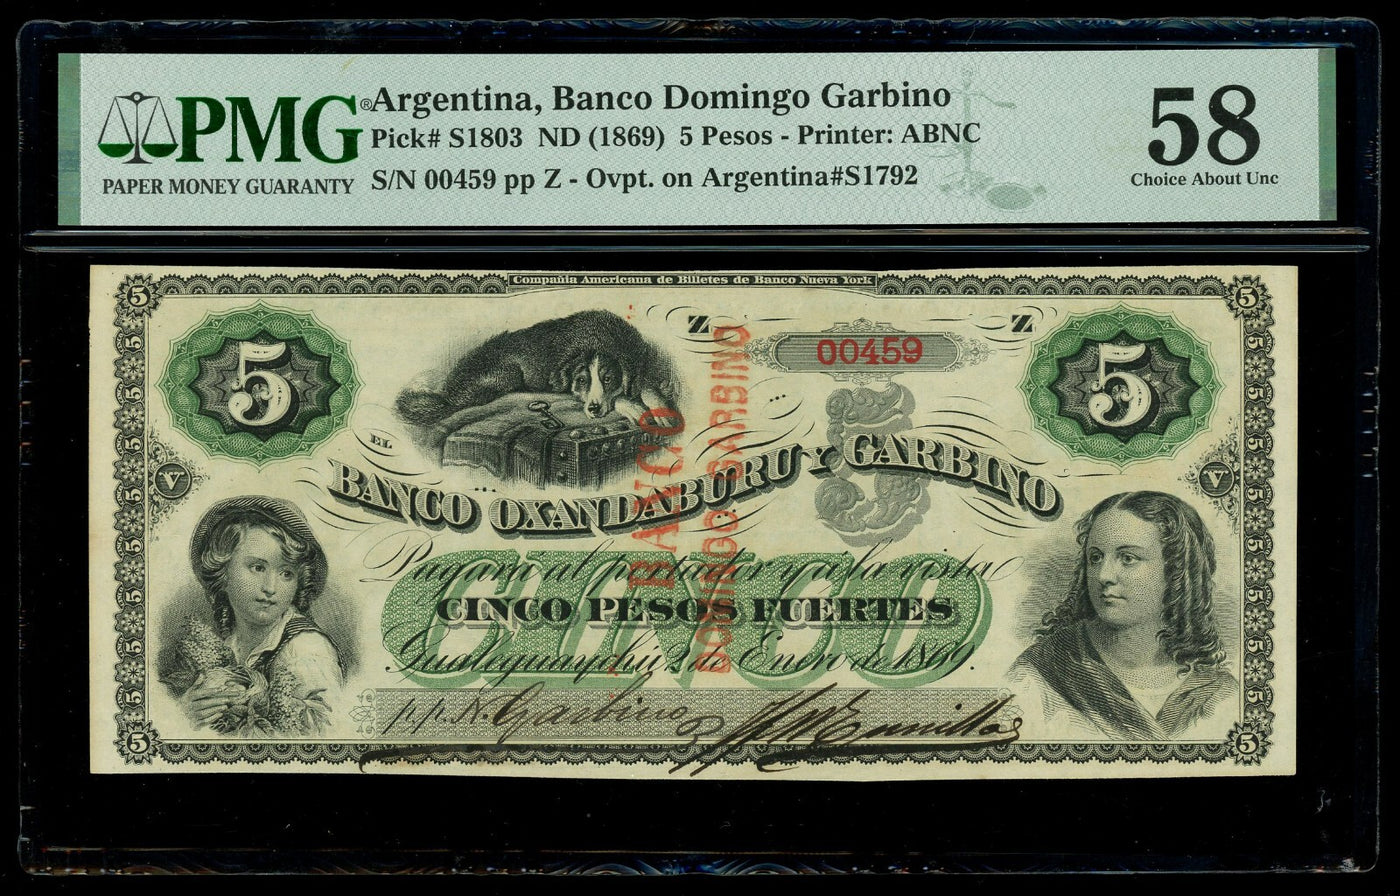 PMG®
PAPER MONEY GUARANTY
Argentina, Banco Domingo Garbino
Pick# S1803 ND (1869) 5 Pesos - Printer: ABNC
S/N 00459 pp Z - Ovpt. on Argentina#S1792
58
Choice About Unc
Compañia Americana de Billetes de Banco Nueva York
5
5
5
Z
Z
00459
5
V
V
EL
BANCO OXANDABURU Y GARBINO
BANCO
DOMINGO GARBINO
Pagará al portador y á la vista
CINCO
CINCO PESOS FUERTES
Gualeguaychú 2 de Enero de 1869.
p.p. N. Garbino
5
5